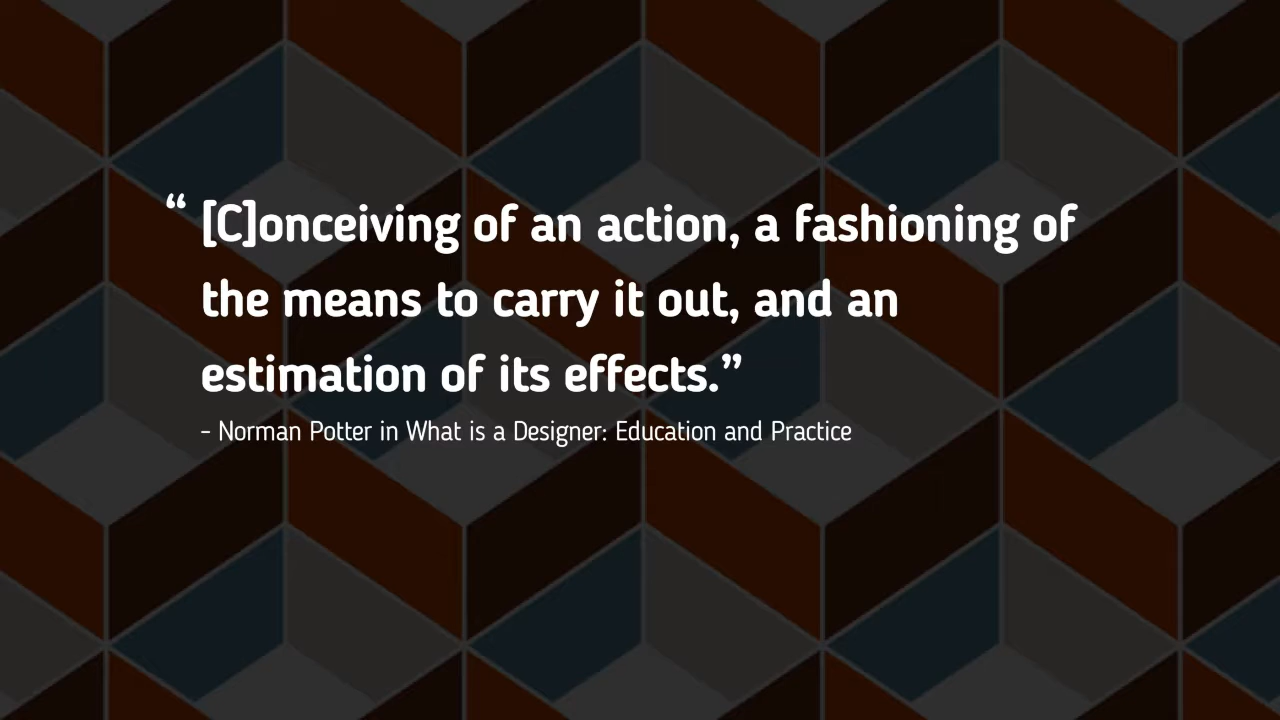 “[C]onceiving of an action, a fashioning of
the means to carry it out, and an
estimation of its effects.”
– Norman Potter in What is a Designer: Education and Practice